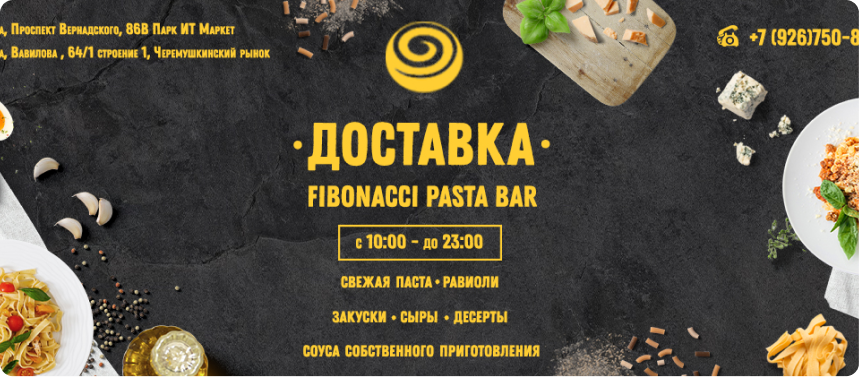 Проспект Вернадского, 86В Парк ИТ Маркет
Вавилова , 64/1 строение 1, Черемушкинский рынок
+7 (926)750-8
•ДОСТАВКА•
FIBONACCI PASTA BAR
с 10:00 - до 23:00
СВЕЖАЯ ПАСТА • РАВИОЛИ
ЗАКУСКИ • СЫРЫ • ДЕСЕРТЫ
СОУСА СОБСТВЕННОГО ПРИГОТОВЛЕНИЯ